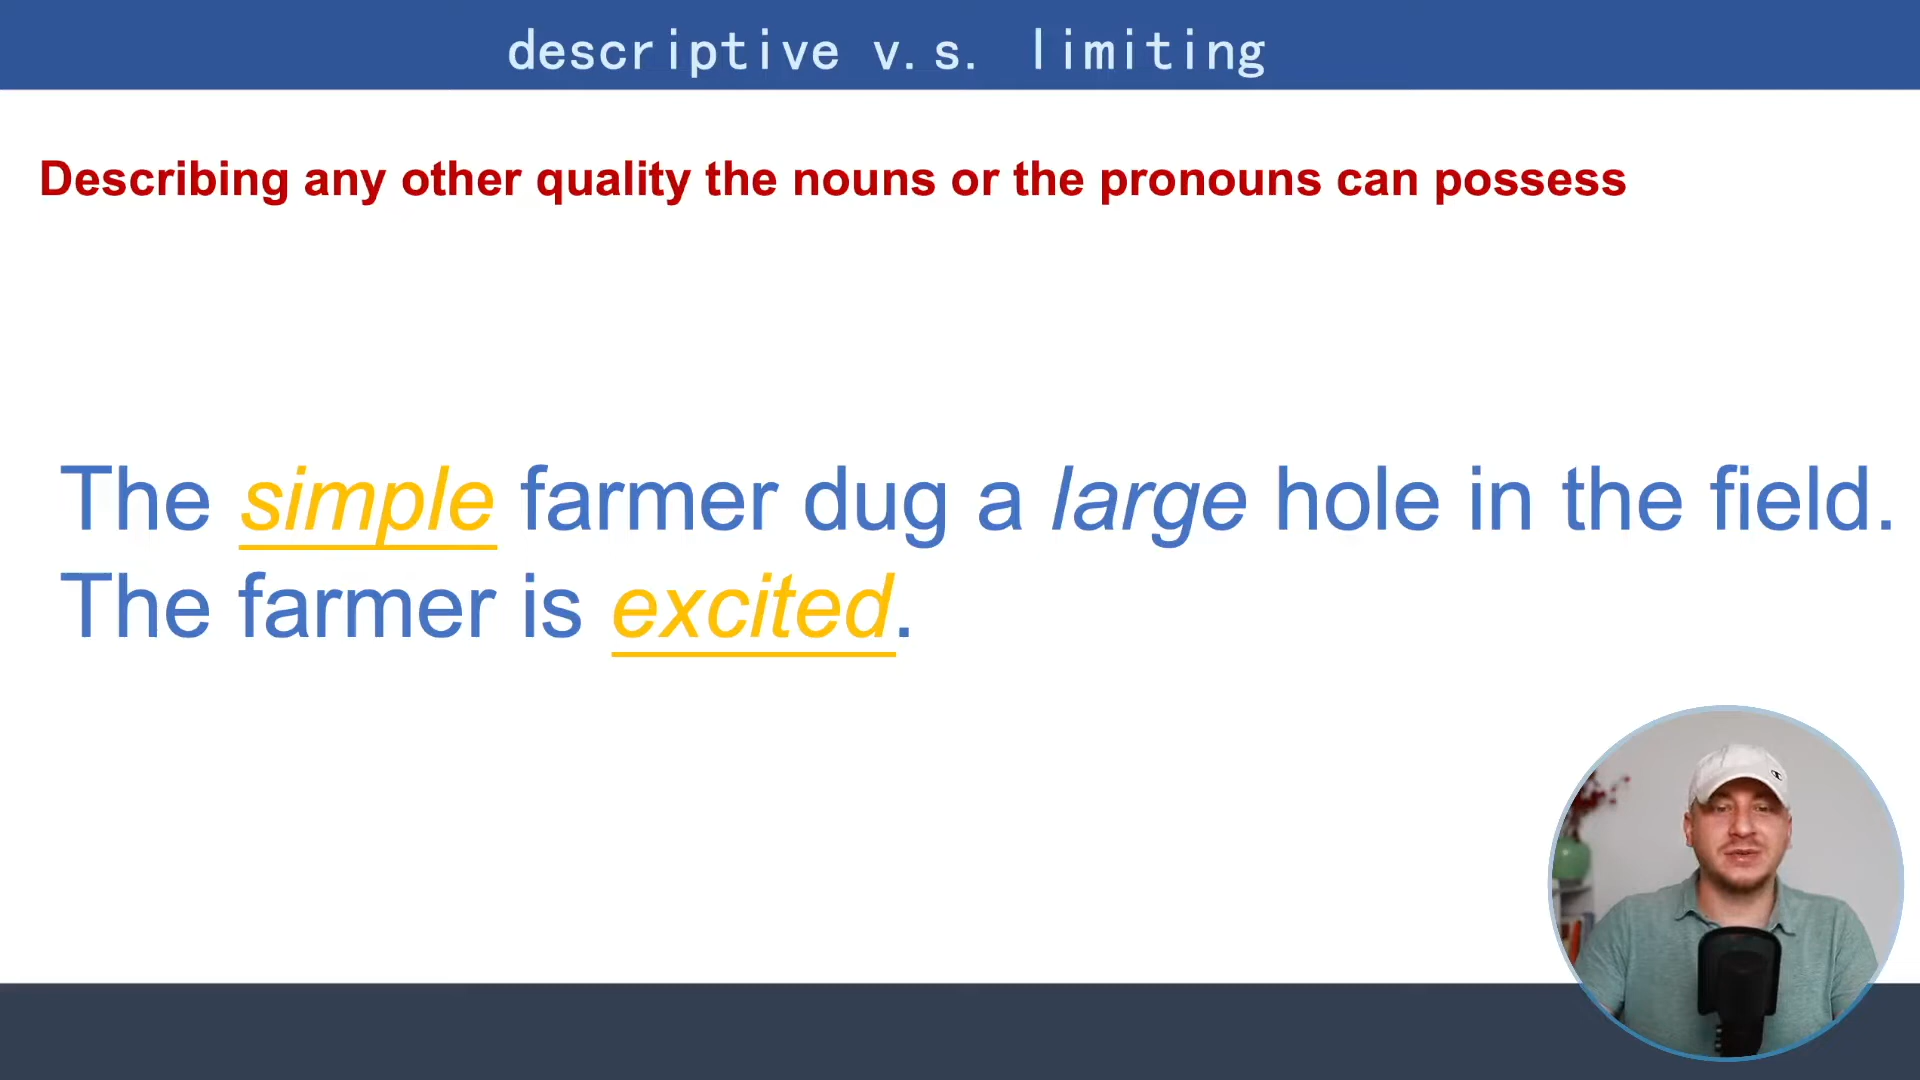 descriptive v.s. limiting
Describing any other quality the nouns or the pronouns can possess
The simple farmer dug a large hole in the field.
The farmer is excited.